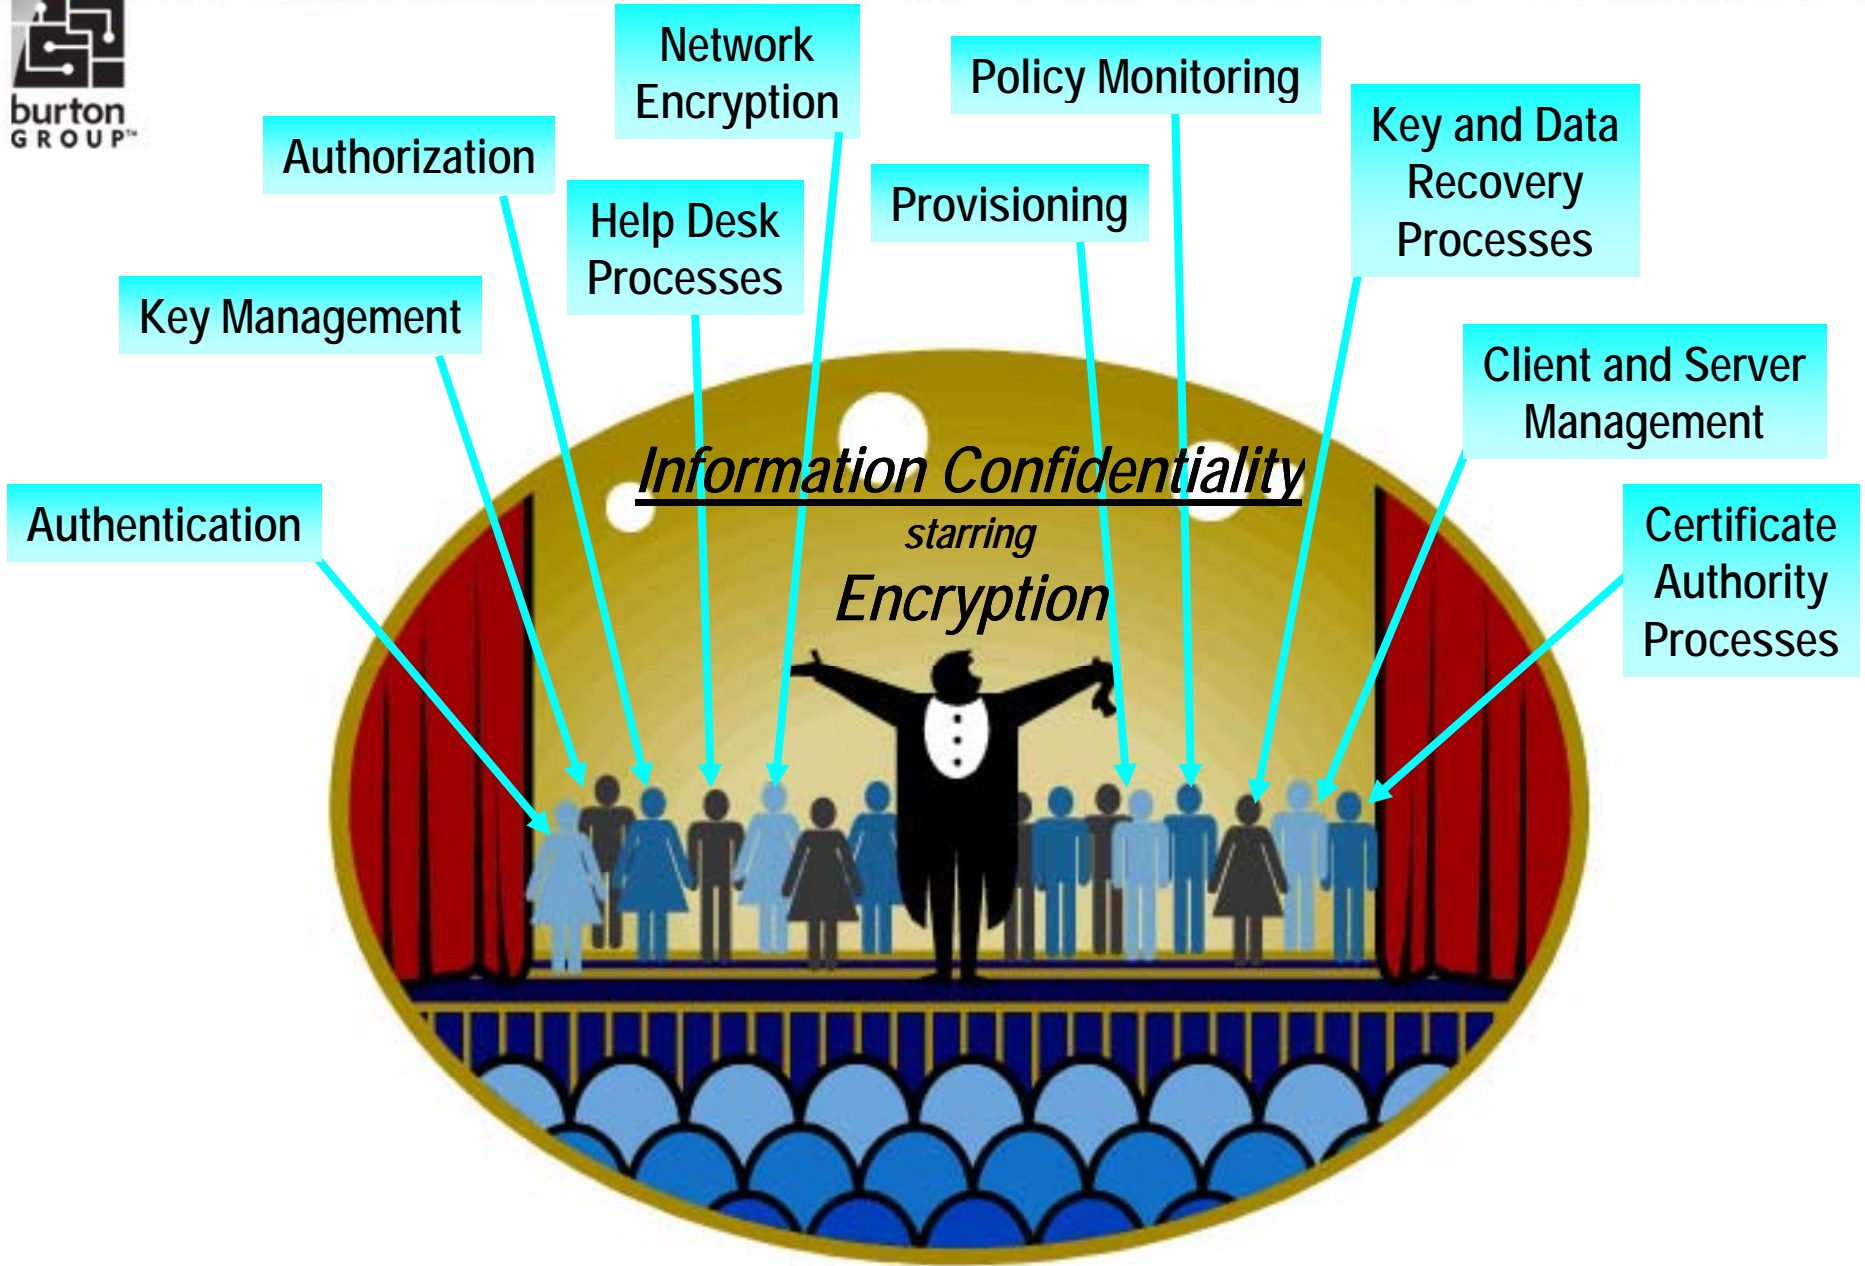 burton
GROUP™
Network
Encryption
Policy Monitoring
Key and Data
Recovery
Processes
Authorization
Help Desk
Processes
Provisioning
Key Management
Client and Server
Management
Authentication
Certificate
Authority
Processes
Information Confidentiality
starring
Encryption